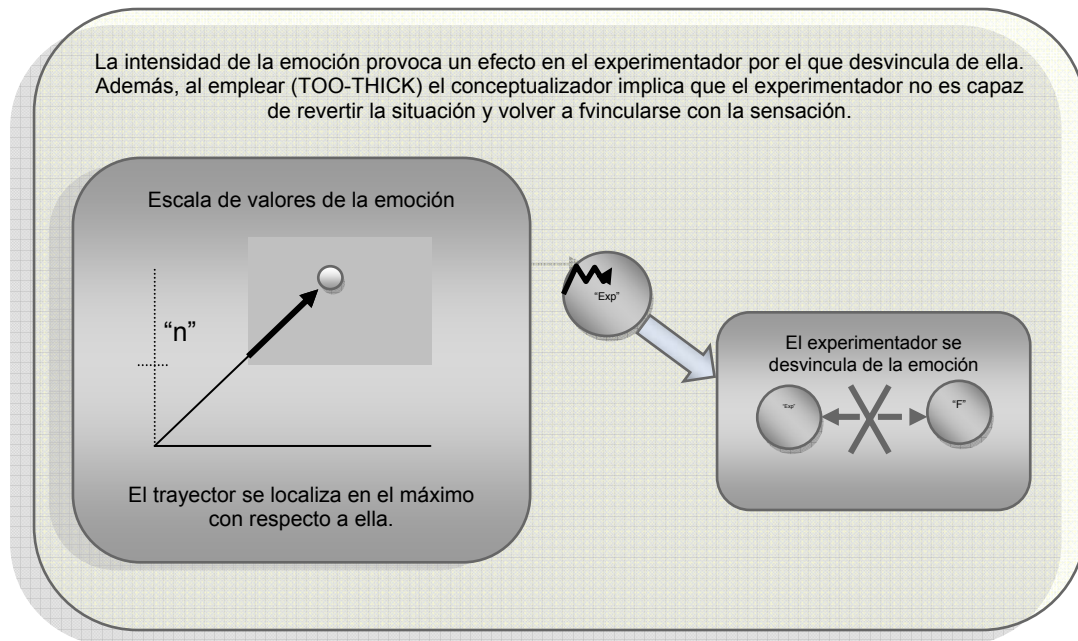 La intensidad de la emoción provoca un efecto en el experimentador por el que desvincula de ella.
Además, al emplear (TOO-THICK) el conceptualizador implica que el experimentador no es capaz
de revertir la situación y volver a fvincularse con la sensación.
Escala de valores de la emoción
“n”
El trayector se localiza en el máximo
con respecto a ella.
“Exp”
El experimentador se
desvincula de la emoción
“Exp”
“F”